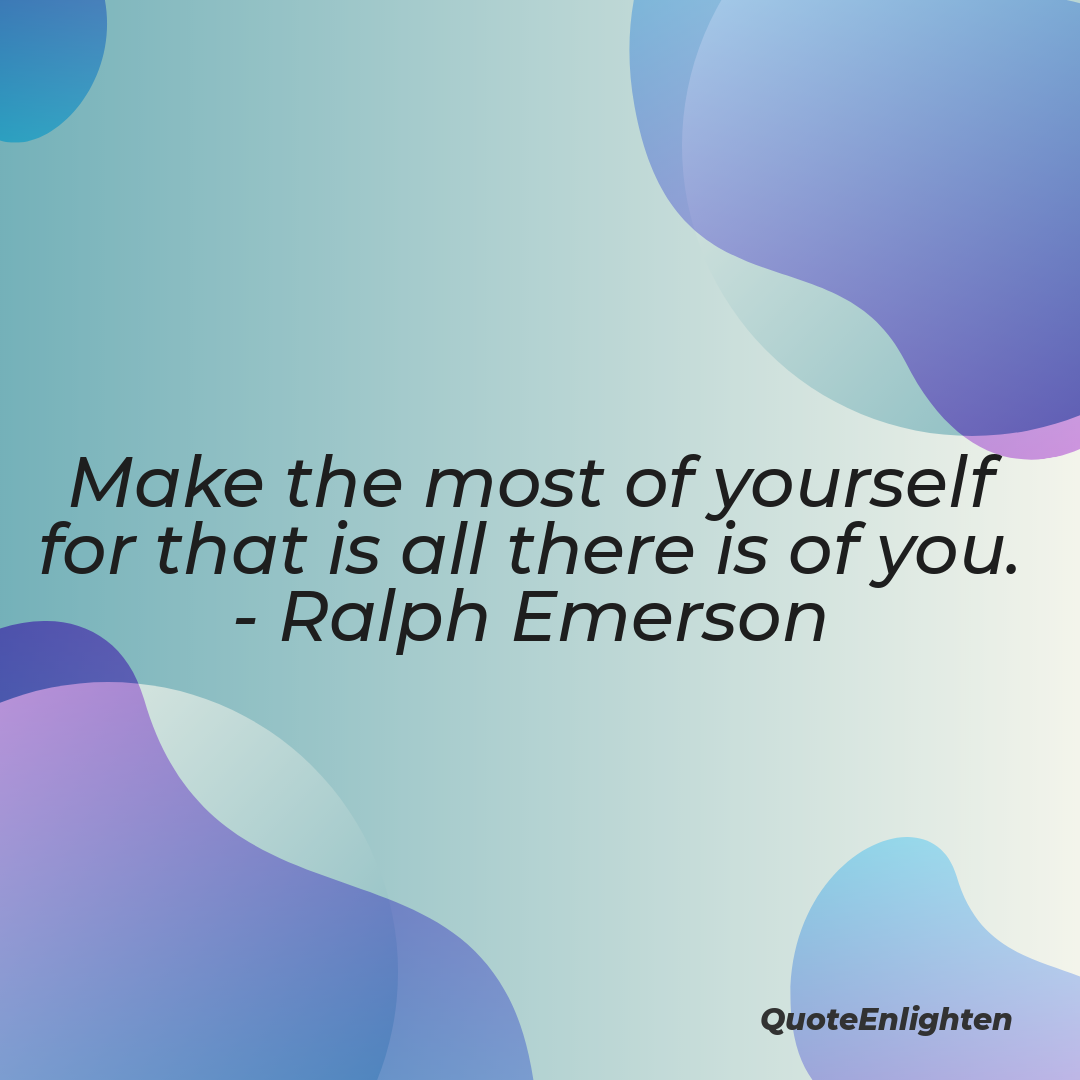 Make the most of yourself
for that is all there is of you.
- Ralph Emerson
QuoteEnlighten